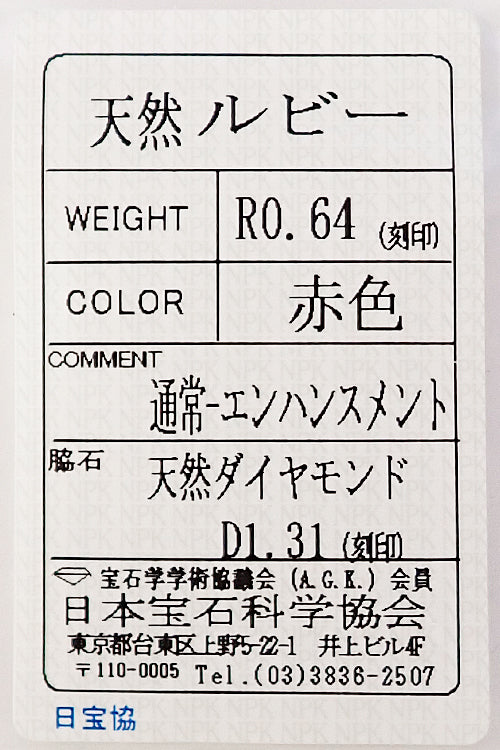 天然ルビー
WEIGHT R0.64 (刻印)
COLOR 赤色
COMMENT
通常-エンハンスメント
脇石 天然ダイヤモンド
D1.31 (刻印)
宝石学学術協議会 (A.G.K.) 会員
日本宝石科学協会
東京都台東区上野5-22-1 井上ビル4F
〒110-0005 Tel.(03)3836-2507
日宝協